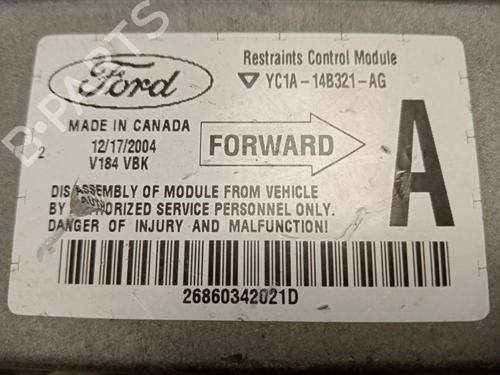 Ford
Restraints Control Module
YC1A-14B321-AG
MADE IN CANADA
12/17/2004
V184 VBK
2
FORWARD
A
DISASSEMBLY OF MODULE FROM VEHICLE
BY AUTHORIZED SERVICE PERSONNEL ONLY.
DANGER OF INJURY AND MALFUNCTION!
26860342021D
B-PARTS